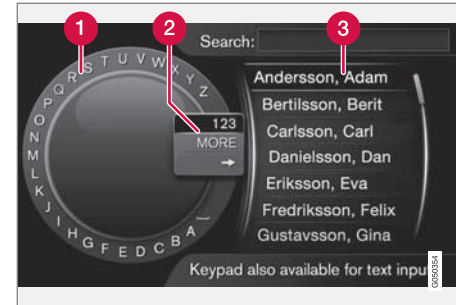 1
2
3
Search:
A B C D E F G H I J K L M N O P Q R S T U V W X Y Z _
123
MORE
Andersson, Adam
Bertilsson, Berit
Carlsson, Carl
Danielsson, Dan
Eriksson, Eva
Fredriksson, Felix
Gustavsson, Gina
Keypad also available for text inpu
G050354